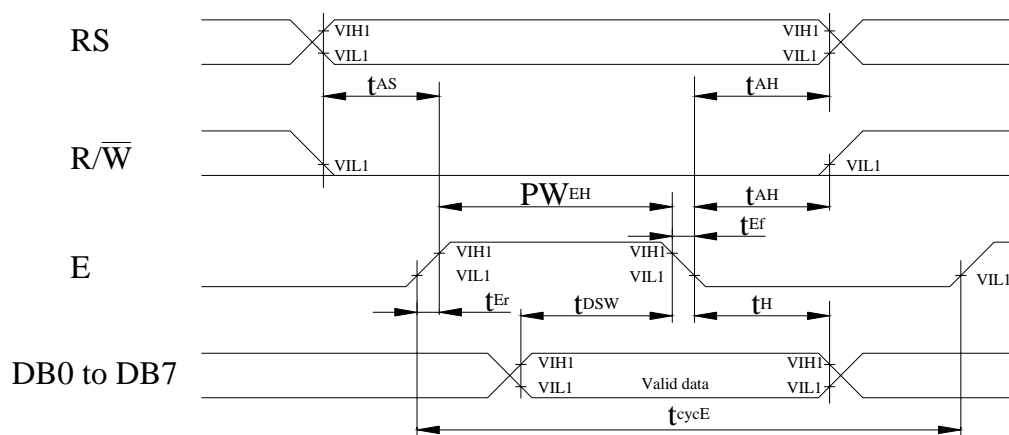 RS
VIH1
VIL1
VIH1
VIL1
tAS
tAH
R/W̅
VIL1
VIL1
PWEH
tAH
tEf
E
VIH1
VIL1
VIH1
VIL1
VIL1
tEr
tDSW
tH
DB0 to DB7
VIH1
VIL1
Valid data
VIH1
VIL1
tcycE